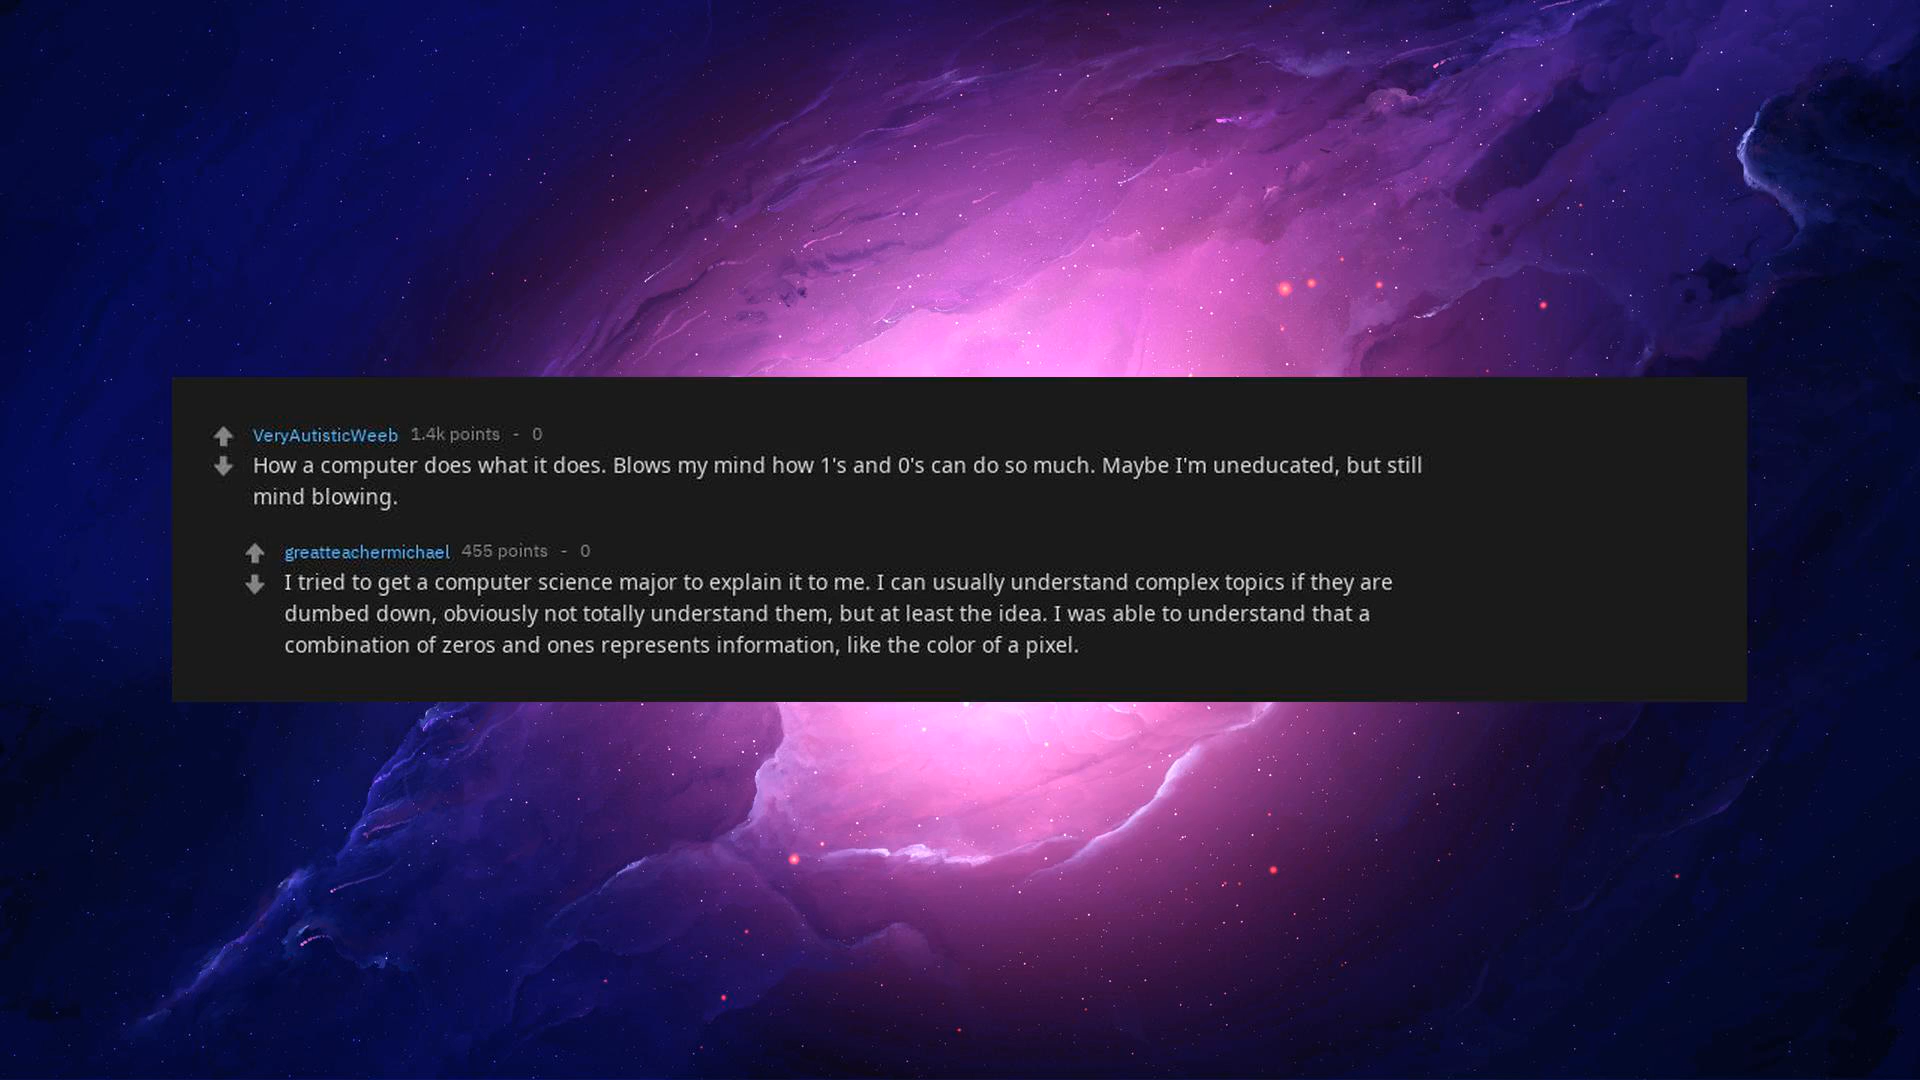 VeryAutisticWeeb 1.4k points - 0
How a computer does what it does. Blows my mind how 1's and 0's can do so much. Maybe I'm uneducated, but still
mind blowing.
greatteachermichael 455 points - 0
I tried to get a computer science major to explain it to me. I can usually understand complex topics if they are
dumbed down, obviously not totally understand them, but at least the idea. I was able to understand that a
combination of zeros and ones represents information, like the color of a pixel.